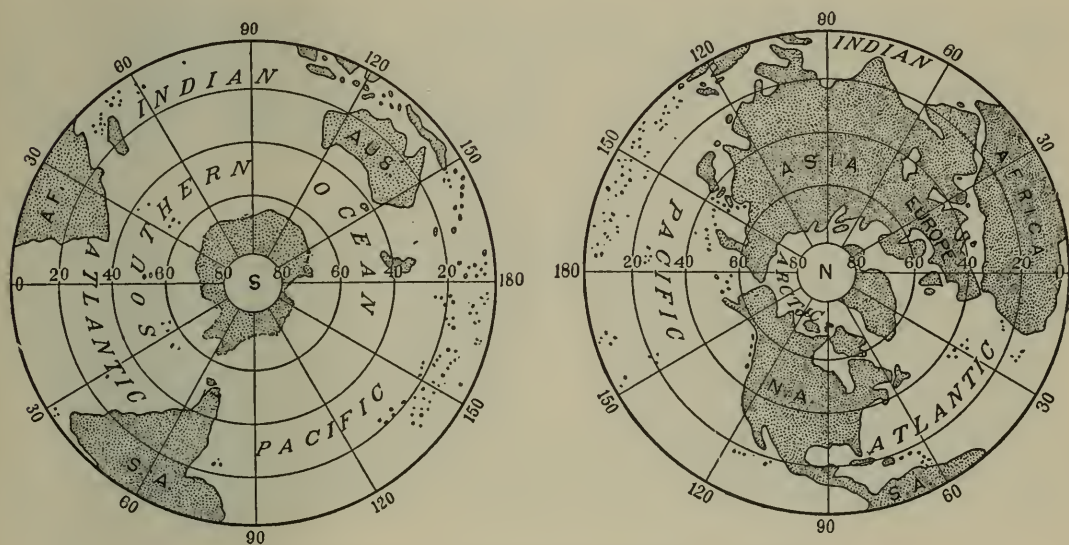 90
60
120
30
150
0
180
30
150
60
120
90
INDIAN
SOUTHERN OCEAN
ATLANTIC
PACIFIC
AF.
AUS.
S.A
S
20 40 60 80
80 60 40 20
90
120
60
150
30
180
0
150
30
120
60
90
INDIAN
PACIFIC
ATLANTIC
ARCTIC
ASIA
EUROPE
AFRICA
N.A.
S A
N
20 40 60 80
80 60 40 20